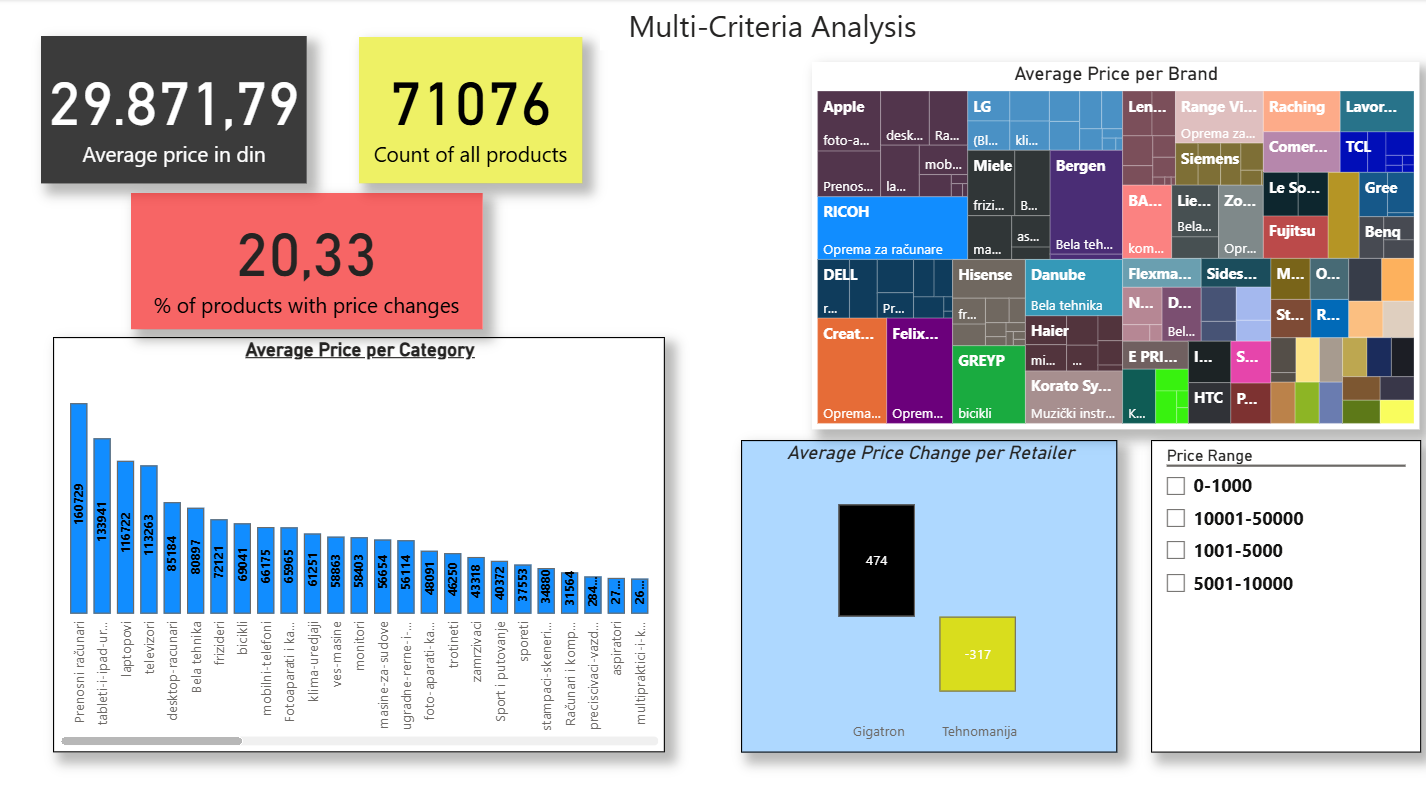 Multi-Criteria Analysis
29.871,79
Average price in din
71076
Count of all products
20,33
% of products with price changes
Average Price per Category
160729
133941
116722
113263
85184
80897
72121
69041
66175
65965
61251
58863
58403
56654
56114
48091
46250
43318
40372
37553
34880
31564
284...
27...
26...
Prenosni računari
tableti-i-ipad-ur...
laptopovi
televizori
desktop-racunari
Bela tehnika
frizideri
bicikli
mobilni-telefoni
Fotoaparati i ka...
klima-uredjaji
ves-masine
monitori
masine-za-sudove
ugradne-rerne-i-...
foto-aparati-ka...
trotineti
zamrzivaci
Sport i putovanje
sporeti
stampaci-skeneri...
Računari i komp...
preciscivaci-vazd...
aspiratori
multipraktici-i-k...
Average Price per Brand
Apple
foto-a...
desk...
Ra...
mob...
Prenos...
la...
RICOH
Oprema za računare
DELL
r...
Pr...
Creat...
Oprema...
Felix...
Oprem...
LG
(Bl...
kli...
Miele
frizi...
B...
ma...
as...
Bergen
Bela teh...
Hisense
fr...
GREYP
bicikli
Danube
Bela tehnika
Haier
mi...
...
Korato Sy...
Muzički instr...
Len...
Range Vi...
Oprema za...
Raching
Lavor...
Siemens
Comer...
TCL
BA...
kom...
Lie...
Bela...
Zo...
Opr...
Le So...
Fujitsu
Gree
Benq
Flexma...
Sides...
M...
O...
N...
D...
Bel...
St...
R...
E PRI...
I...
S...
K...
HTC
P...
Average Price Change per Retailer
474
-317
Gigatron
Tehnomanija
Price Range
0-1000
10001-50000
1001-5000
5001-10000